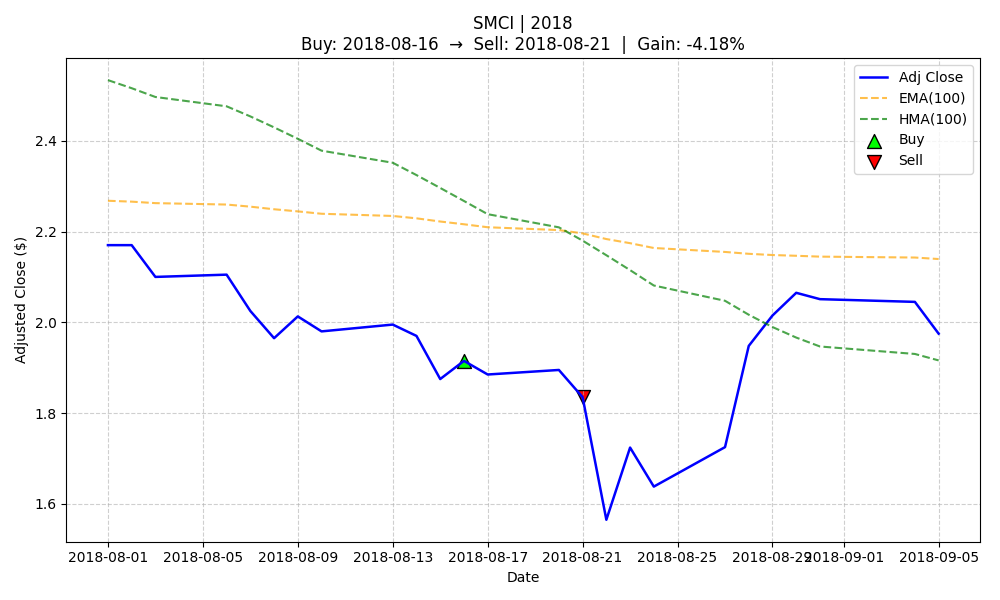 SMCI | 2018
Buy: 2018-08-16 → Sell: 2018-08-21 | Gain: -4.18%
Adj Close
EMA(100)
HMA(100)
Buy
Sell
Adjusted Close ($)
2.4
2.2
2.0
1.8
1.6
2018-08-01 2018-08-05 2018-08-09 2018-08-13 2018-08-17 2018-08-21 2018-08-25 2018-08-29 2018-09-01 2018-09-05
Date